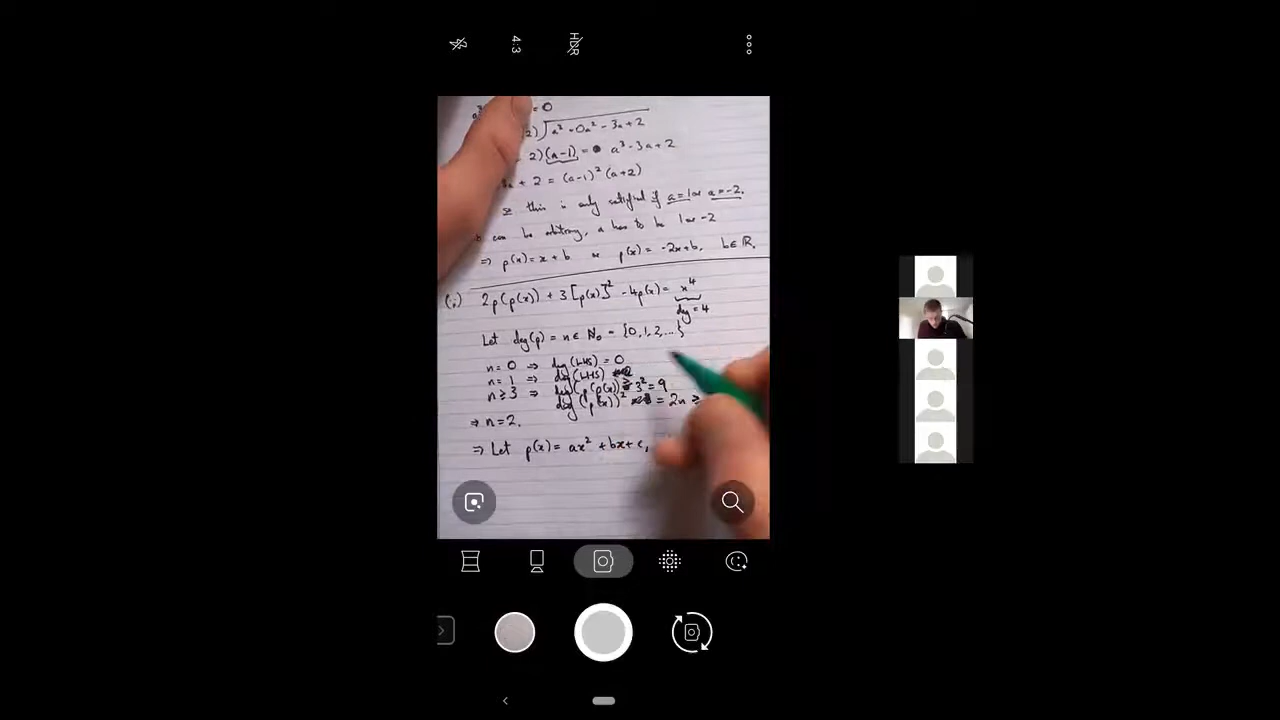 4:3
HDR
= 0
2) a³ - 0a² - 3a + 2
2)(a-1) = a³ - 3a + 2
+ 2 = (a-1)² (a+2)
this is only satisfied if a = 1 or a = -2.
can be arbitrary, a has to be 1 or -2
⇒ p(x) = x + b or p(x) = -2x + b, b ∈ ℝ.
2p(p(x)) + 3[p(x)]² - 4p(x) = x⁴
deg = 4
Let deg(p) = n ∈ ℕ₀ = {0, 1, 2, ...}
n = 0 ⇒ deg(LHS) = 0
n = 1 ⇒ deg(LHS)
n ≥ 3 ⇒ deg(p(p(x)) ≥ 3² = 9
deg(p(x))² = 2n ≥
⇒ n = 2.
⇒ Let p(x) = ax² + bx + c,